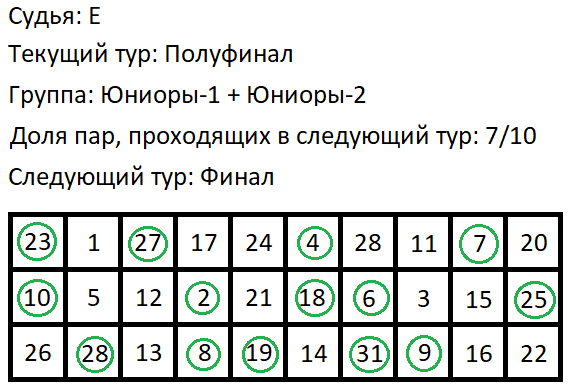 Судья: Е
Текущий тур: Полуфинал
Группа: Юниоры-1 + Юниоры-2
Доля пар, проходящих в следующий тур: 7/10
Следующий тур: Финал
23 1 27 17 24 4 28 11 7 20
10 5 12 2 21 18 6 3 15 25
26 28 13 8 19 14 31 9 16 22